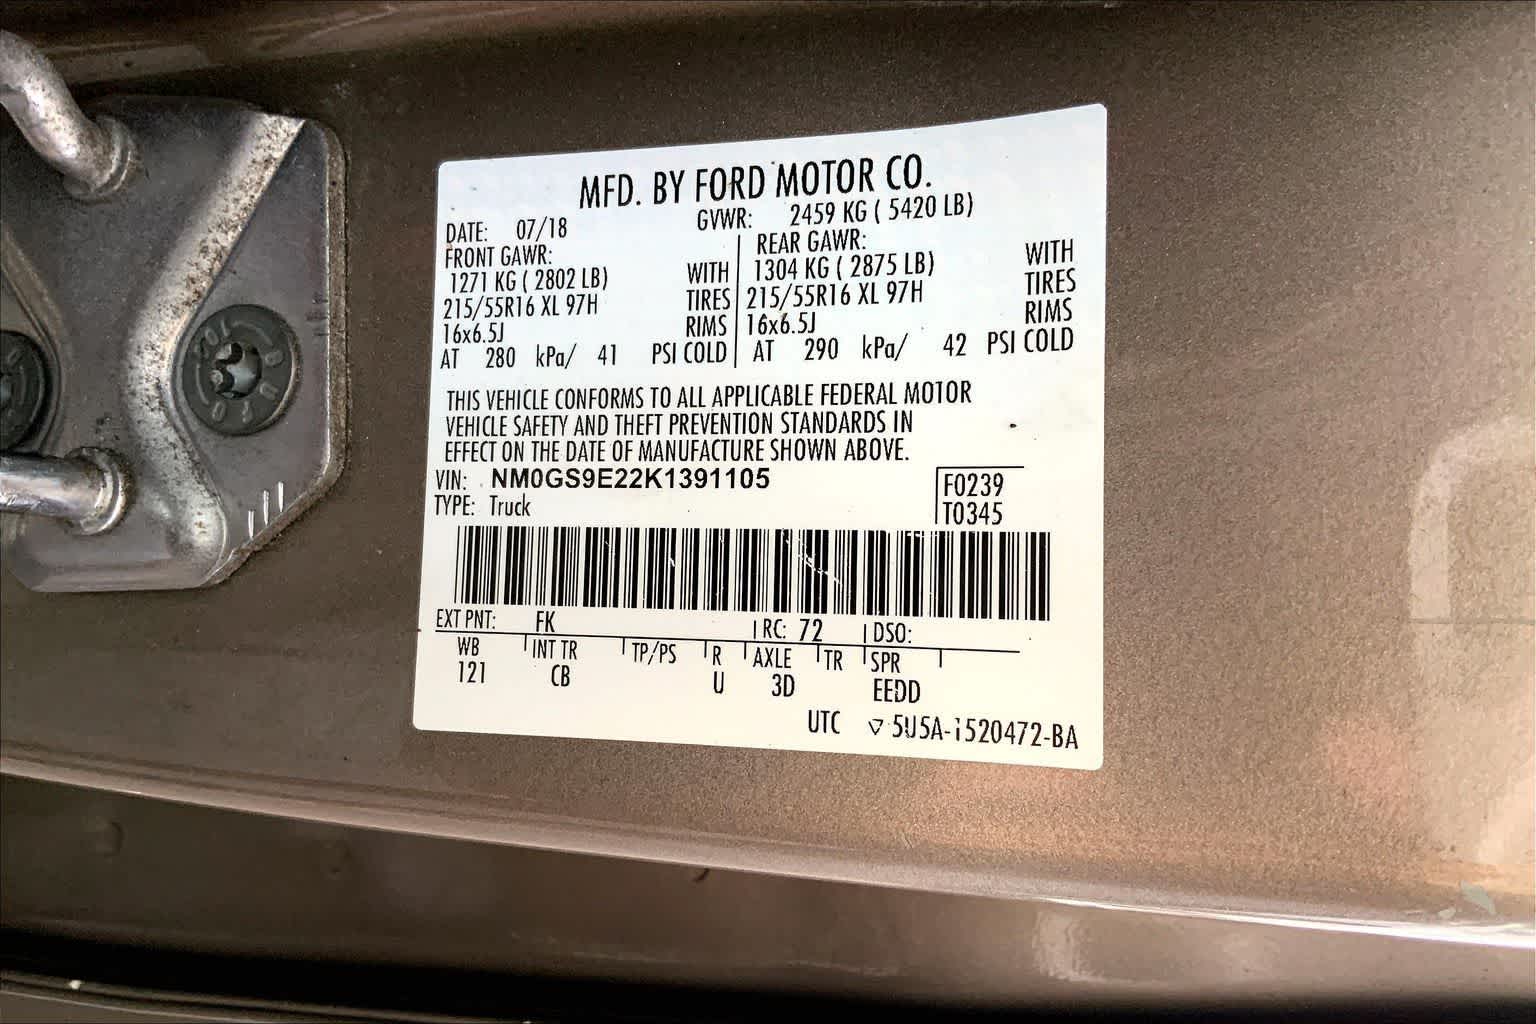 MFD. BY FORD MOTOR CO.
DATE: 07/18 GVWR: 2459 KG ( 5420 LB)
FRONT GAWR: REAR GAWR:
1271 KG ( 2802 LB) WITH 1304 KG ( 2875 LB) WITH
215/55R16 XL 97H TIRES 215/55R16 XL 97H TIRES
16x6.5J RIMS 16x6.5J RIMS
AT 280 kPa/ 41 PSI COLD AT 290 kPa/ 42 PSI COLD
THIS VEHICLE CONFORMS TO ALL APPLICABLE FEDERAL MOTOR
VEHICLE SAFETY AND THEFT PREVENTION STANDARDS IN
EFFECT ON THE DATE OF MANUFACTURE SHOWN ABOVE.
VIN: NM0GS9E22K1391105 F0239
TYPE: Truck T0345
EXT PNT: FK RC: 72 DSO:
WB INT TR TP/PS R AXLE TR SPR
121 CB U 3D EEDD
UTC ▽ 5U5A-1520472-BA